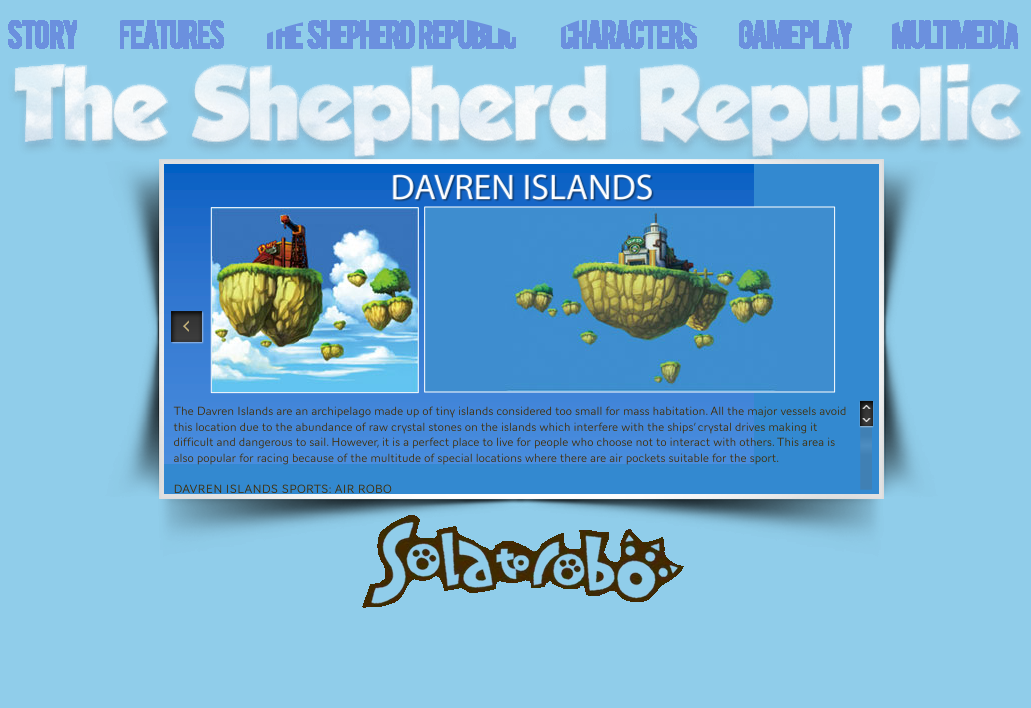 STORY FEATURES THE SHEPHERD REPUBLIC CHARACTERS GAMEPLAY MULTIMEDIA
The Shepherd Republic
DAVREN ISLANDS
The Davren Islands are an archipelago made up of tiny islands considered too small for mass habitation. All the major vessels avoid
this location due to the abundance of raw crystal stones on the islands which interfere with the ships' crystal drives making it
difficult and dangerous to sail. However, it is a perfect place to live for people who choose not to interact with others. This area is
also popular for racing because of the multitude of special locations where there are air pockets suitable for the sport.
DAVREN ISLANDS SPORTS: AIR ROBO
Solatorobo